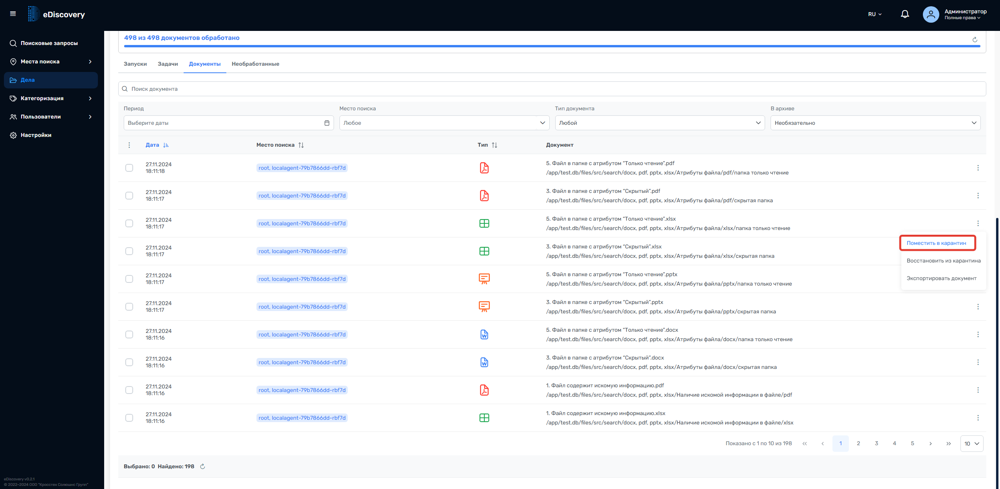 eDiscovery
RU
Администратор
Полные права
Поисковые запросы
Места поиска
Дела
Категоризация
Пользователи
Настройки
498 из 498 документов обработано
Запуски Задачи Документы Необработанные
Поиск документа
Период Место поиска Тип документа В архиве
Выберите даты Любое Любой Необязательно
Дата Место поиска Тип Документ
27.11.2024
18:11:18
root, localagent-79b7866dd-rbf7d
5. Файл в папке с атрибутом “Только чтение”.pdf
/app/test.db/files/src/search/docx, pdf, pptx, xlsx/Атрибуты файла/pdf/папка только чтение
27.11.2024
18:11:17
root, localagent-79b7866dd-rbf7d
3. Файл в папке с атрибутом “Скрытый”.pdf
/app/test.db/files/src/search/docx, pdf, pptx, xlsx/Атрибуты файла/pdf/скрытая папка
27.11.2024
18:11:17
root, localagent-79b7866dd-rbf7d
5. Файл в папке с атрибутом “Только чтение”.xlsx
/app/test.db/files/src/search/docx, pdf, pptx, xlsx/Атрибуты файла/xlsx/папка только чтение
27.11.2024
18:11:17
root, localagent-79b7866dd-rbf7d
3. Файл в папке с атрибутом “Скрытый”.xlsx
/app/test.db/files/src/search/docx, pdf, pptx, xlsx/Атрибуты файла/xlsx/скрытая папка
Поместить в карантин
Восстановить из карантина
Экспортировать документ
27.11.2024
18:11:17
root, localagent-79b7866dd-rbf7d
5. Файл в папке с атрибутом “Только чтение”.pptx
/app/test.db/files/src/search/docx, pdf, pptx, xlsx/Атрибуты файла/pptx/папка только чтение
27.11.2024
18:11:17
root, localagent-79b7866dd-rbf7d
3. Файл в папке с атрибутом “Скрытый”.pptx
/app/test.db/files/src/search/docx, pdf, pptx, xlsx/Атрибуты файла/pptx/скрытая папка
27.11.2024
18:11:16
root, localagent-79b7866dd-rbf7d
5. Файл в папке с атрибутом “Только чтение”.docx
/app/test.db/files/src/search/docx, pdf, pptx, xlsx/Атрибуты файла/docx/папка только чтение
27.11.2024
18:11:16
root, localagent-79b7866dd-rbf7d
3. Файл в папке с атрибутом “Скрытый”.docx
/app/test.db/files/src/search/docx, pdf, pptx, xlsx/Атрибуты файла/docx/скрытая папка
27.11.2024
18:11:16
root, localagent-79b7866dd-rbf7d
1. Файл содержит искомую информацию.pdf
/app/test.db/files/src/search/docx, pdf, pptx, xlsx/Наличие искомой информации в файле/pdf
27.11.2024
18:11:16
root, localagent-79b7866dd-rbf7d
1. Файл содержит искомую информацию.xlsx
/app/test.db/files/src/search/docx, pdf, pptx, xlsx/Наличие искомой информации в файле/xlsx
Показано с 1 по 10 из 198 « ‹ 1 2 3 4 5 › » 10
Выбрано: 0 Найдено: 198
eDiscovery v0.2.1
© 2022–2024 ООО "Кросстех Солюшнс Групп"